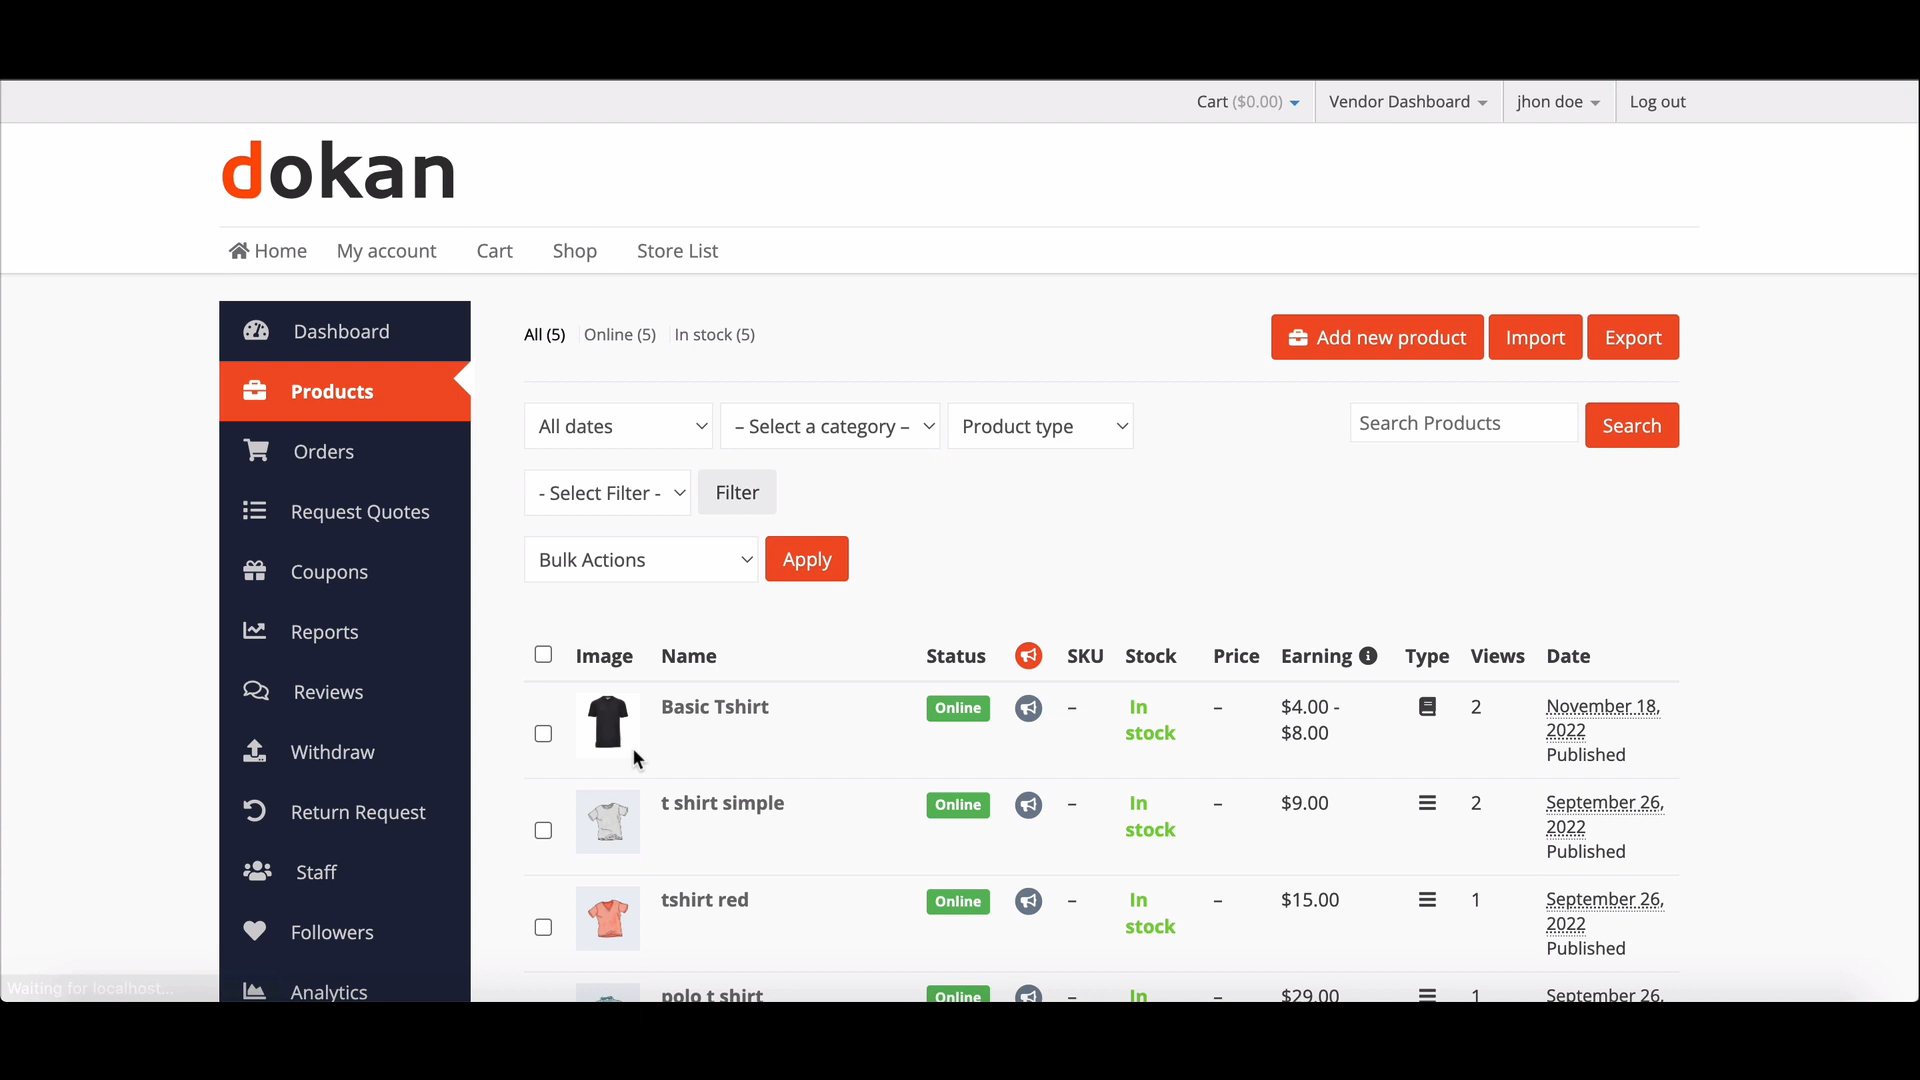 Cart ($0.00) Vendor Dashboard jhon doe Log out
dokan
Home My account Cart Shop Store List
Dashboard
Products
Orders
Request Quotes
Coupons
Reports
Reviews
Withdraw
Return Request
Staff
Followers
Analytics
All (5) Online (5) In stock (5)
Add new product Import Export
All dates – Select a category – Product type Search Products Search
- Select Filter - Filter
Bulk Actions Apply
Image Name Status SKU Stock Price Earning Type Views Date
Basic Tshirt Online – In stock – $4.00 - $8.00 2 November 18, 2022 Published
t shirt simple Online – In stock – $9.00 2 September 26, 2022 Published
tshirt red Online – In stock – $15.00 1 September 26, 2022 Published
polo t shirt Online – In – $29.00 1 September 26,
Waiting for localhost...